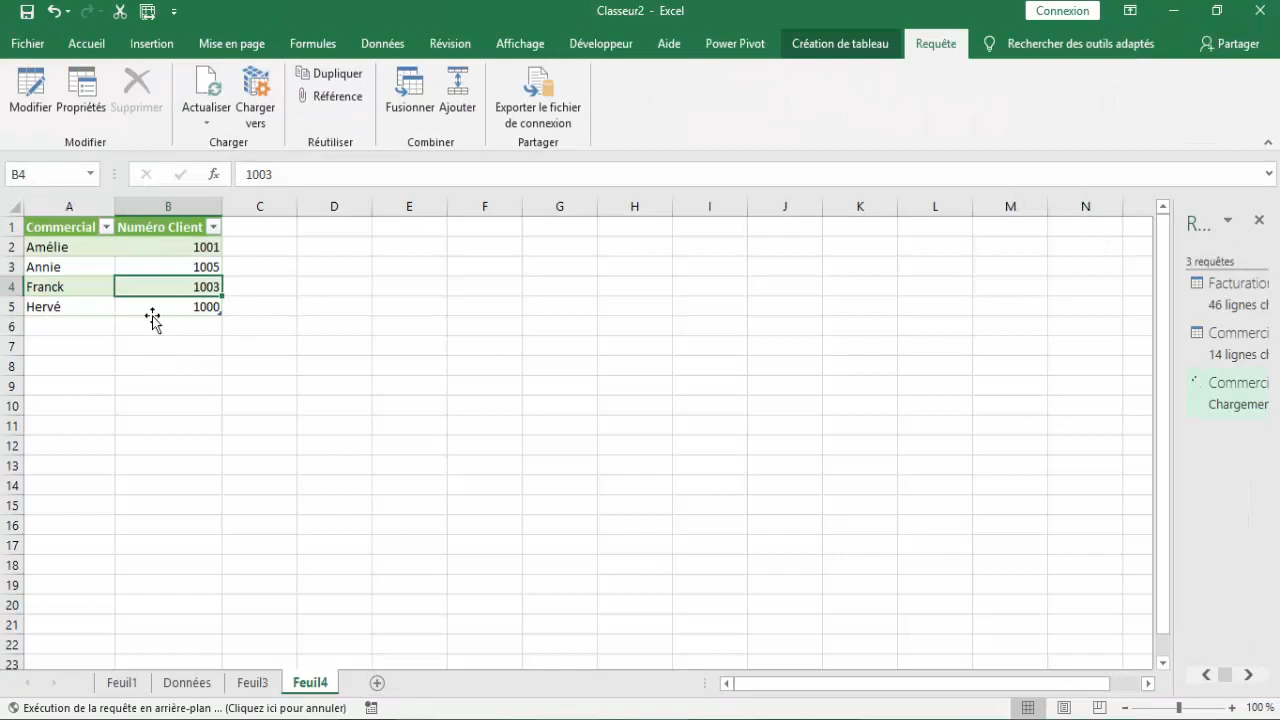 Classeur2 - Excel
Connexion
Fichier Accueil Insertion Mise en page Formules Données Révision Affichage Développeur Aide Power Pivot Création de tableau Requête Rechercher des outils adaptés Partager
Modifier Propriétés Supprimer Actualiser Charger vers Dupliquer Référence Fusionner Ajouter Exporter le fichier de connexion
Modifier Charger Réutiliser Combiner Partager
B4 fx 1003
A B C D E F G H I J K L M N
1 Commercial Numéro Client
2 Amélie 1001
3 Annie 1005
4 Franck 1003
5 Hervé 1000
6
7
8
9
10
11
12
13
14
15
16
17
18
19
20
21
22
23
R...
3 requêtes
Facturatio
46 lignes ch
Commerci
14 lignes ch
Commerci
Chargemer
Feuil1 Données Feuil3 Feuil4
Exécution de la requête en arrière-plan ... (Cliquez ici pour annuler) 100 %